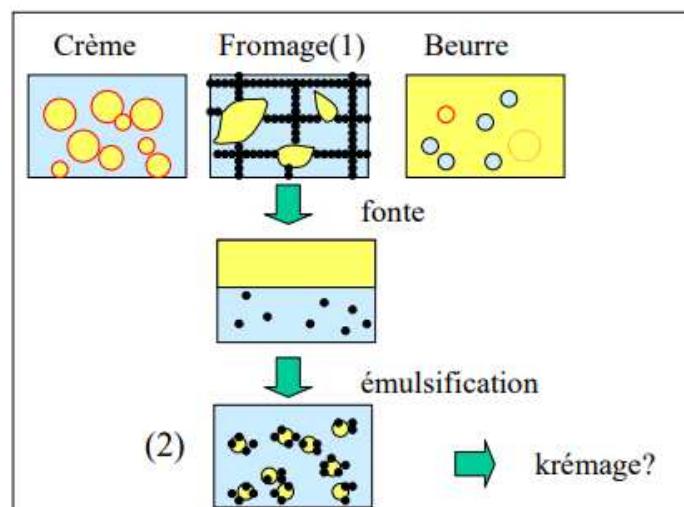 Crème Fromage(1) Beurre
fonte
émulsification
(2)
krémage?